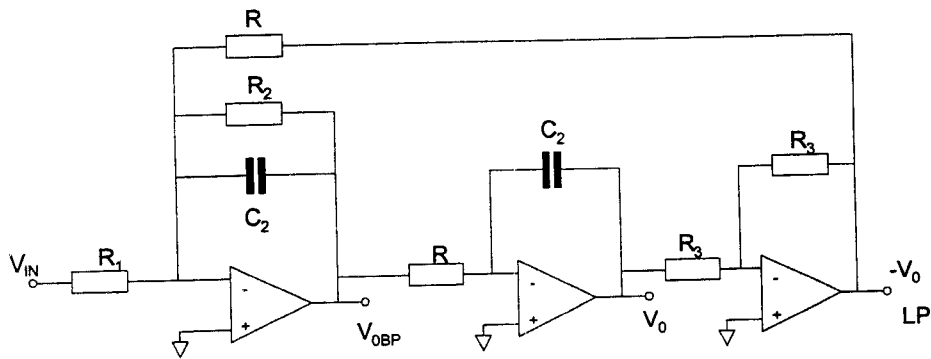 R
R2
C2
C2
R3
VIN
R1
R
R3
-V0
LP
V0BP
V0
-
+
-
+
-
+